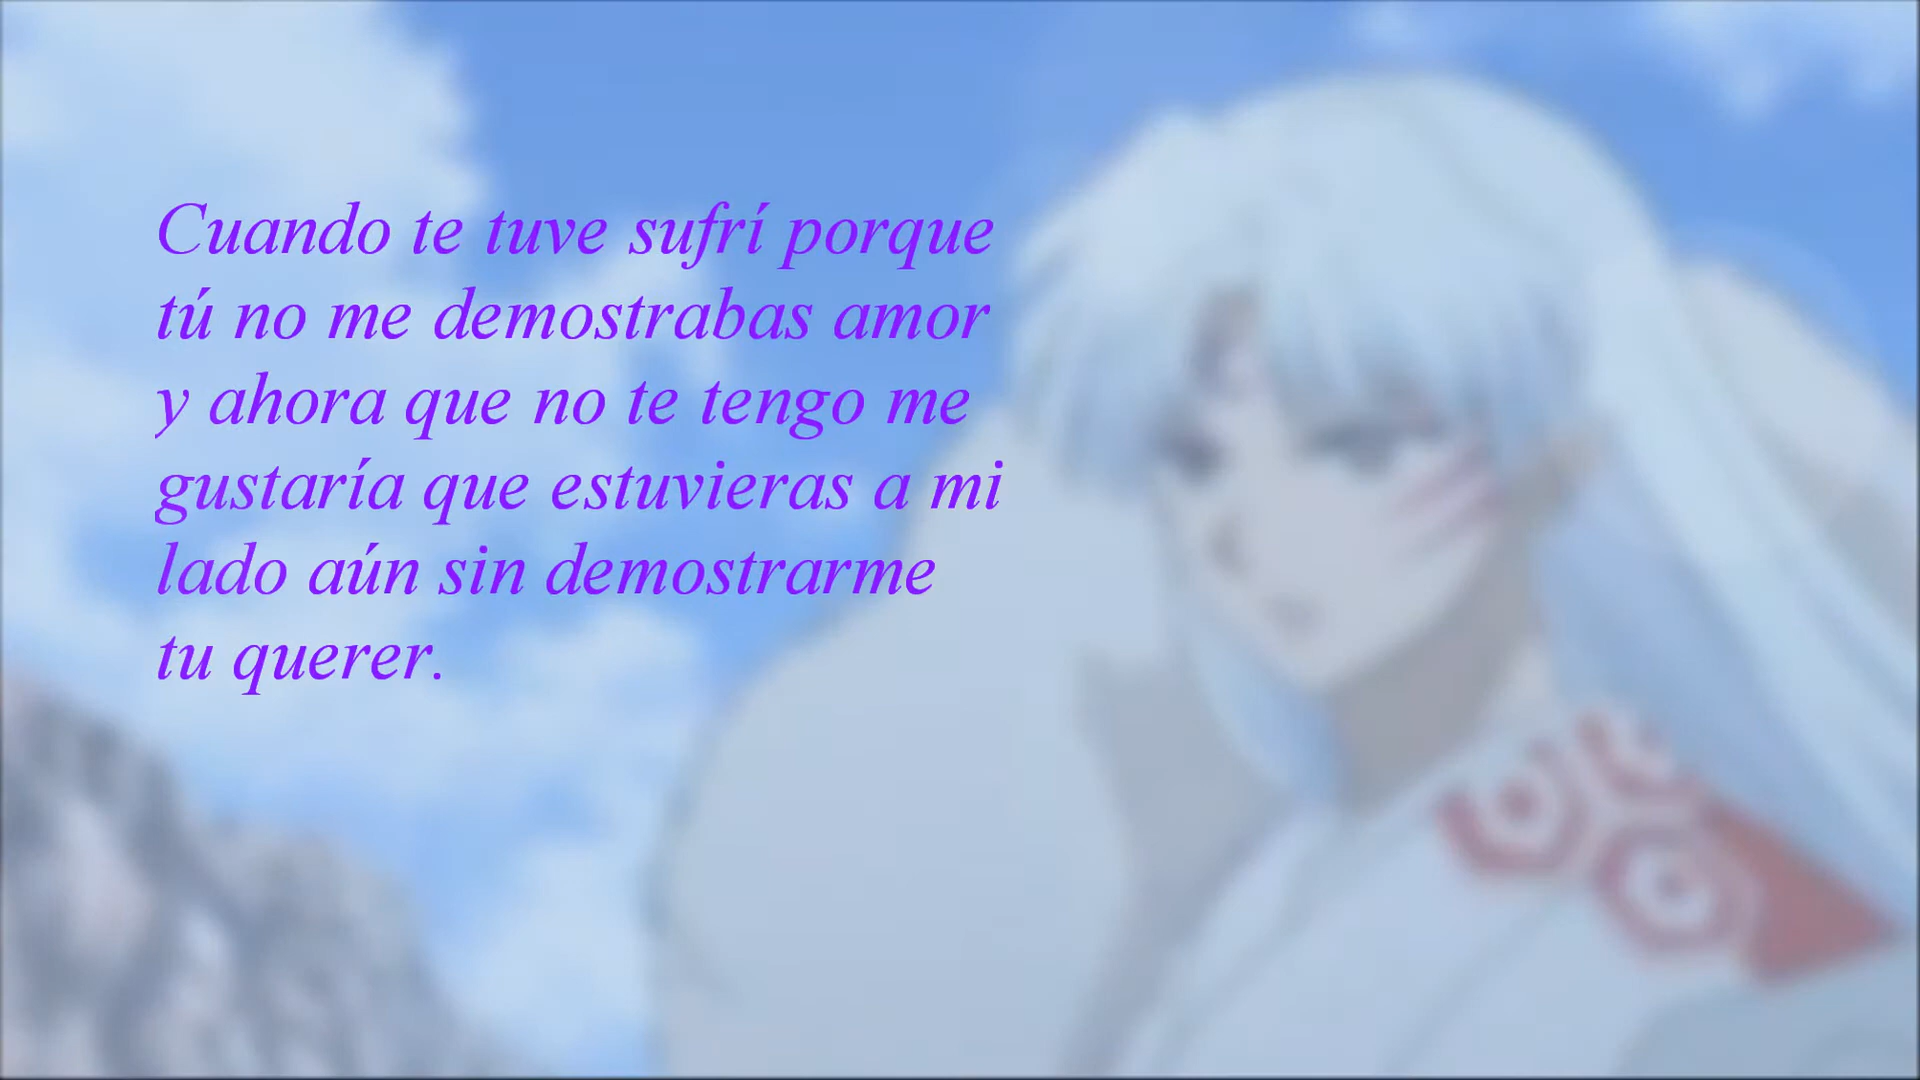 Cuando te tuve sufrí porque
tú no me demostrabas amor
y ahora que no te tengo me
gustaría que estuvieras a mi
lado aún sin demostrarme
tu querer.